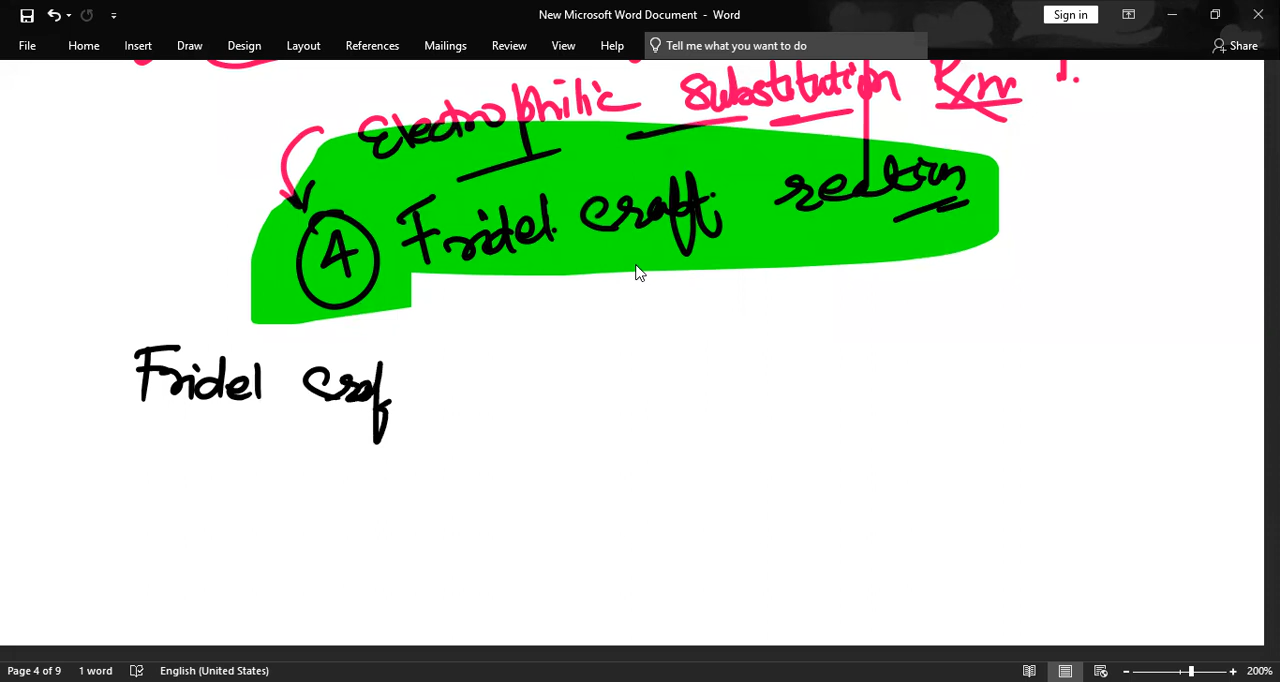 New Microsoft Word Document - Word
Sign in
File Home Insert Draw Design Layout References Mailings Review View Help Tell me what you want to do Share
Electrophilic substitution Rxn
4 Fridel craft reaction
Fridel craf
Page 4 of 9 1 word English (United States) 200%